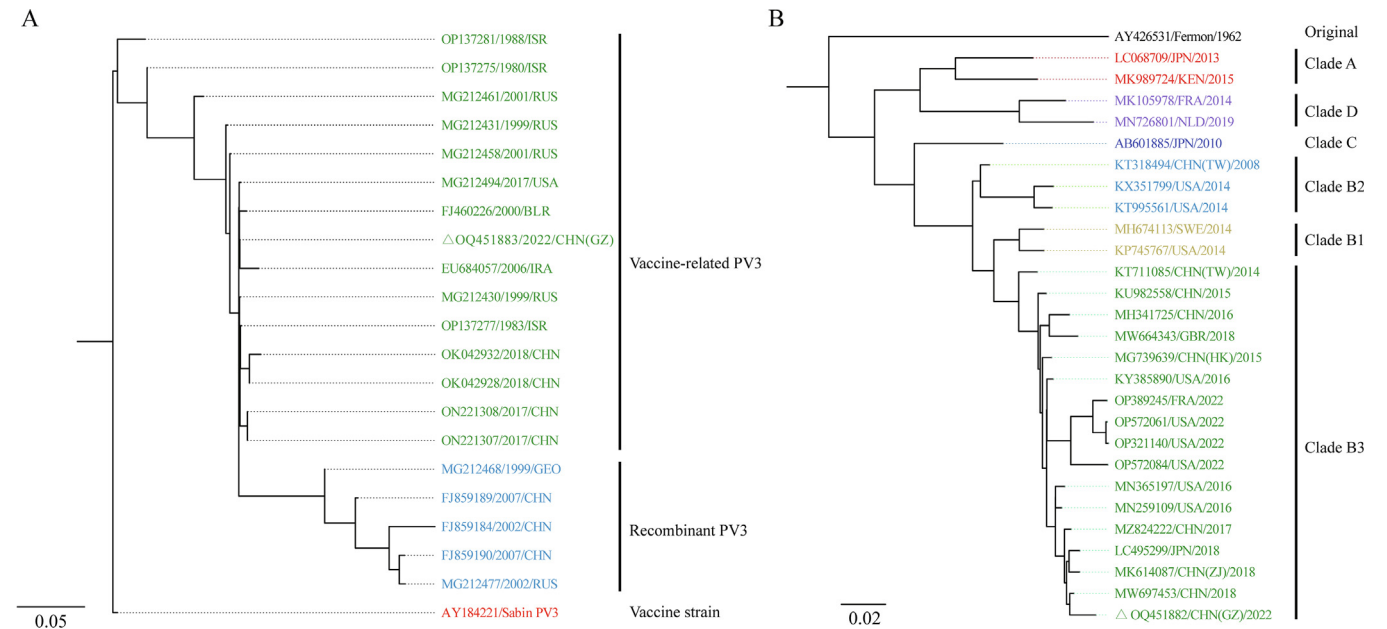 A
OP137281/1988/ISR
OP137275/1980/ISR
MG212461/2001/RUS
MG212431/1999/RUS
MG212458/2001/RUS
MG212494/2017/USA
FJ460226/2000/BLR
△OQ451883/2022/CHN(GZ)
EU684057/2006/IRA
MG212430/1999/RUS
OP137277/1983/ISR
OK042932/2018/CHN
OK042928/2018/CHN
ON221308/2017/CHN
ON221307/2017/CHN
Vaccine-related PV3
MG212468/1999/GEO
FJ859189/2007/CHN
FJ859184/2002/CHN
FJ859190/2007/CHN
MG212477/2002/RUS
Recombinant PV3
AY184221/Sabin PV3
Vaccine strain
0.05
B
AY426531/Fermon/1962
Original
LC068709/JPN/2013
MK989724/KEN/2015
Clade A
MK105978/FRA/2014
MN726801/NLD/2019
Clade D
AB601885/JPN/2010
Clade C
KT318494/CHN(TW)/2008
KX351799/USA/2014
KT995561/USA/2014
Clade B2
MH674113/SWE/2014
KP745767/USA/2014
Clade B1
KT711085/CHN(TW)/2014
KU982558/CHN/2015
MH341725/CHN/2016
MW664343/GBR/2018
MG739639/CHN(HK)/2015
KY385890/USA/2016
OP389245/FRA/2022
OP572061/USA/2022
OP321140/USA/2022
OP572084/USA/2022
MN365197/USA/2016
MN259109/USA/2016
MZ824222/CHN/2017
LC495299/JPN/2018
MK614087/CHN(ZJ)/2018
MW697453/CHN/2018
△ OQ451882/CHN(GZ)/2022
Clade B3
0.02